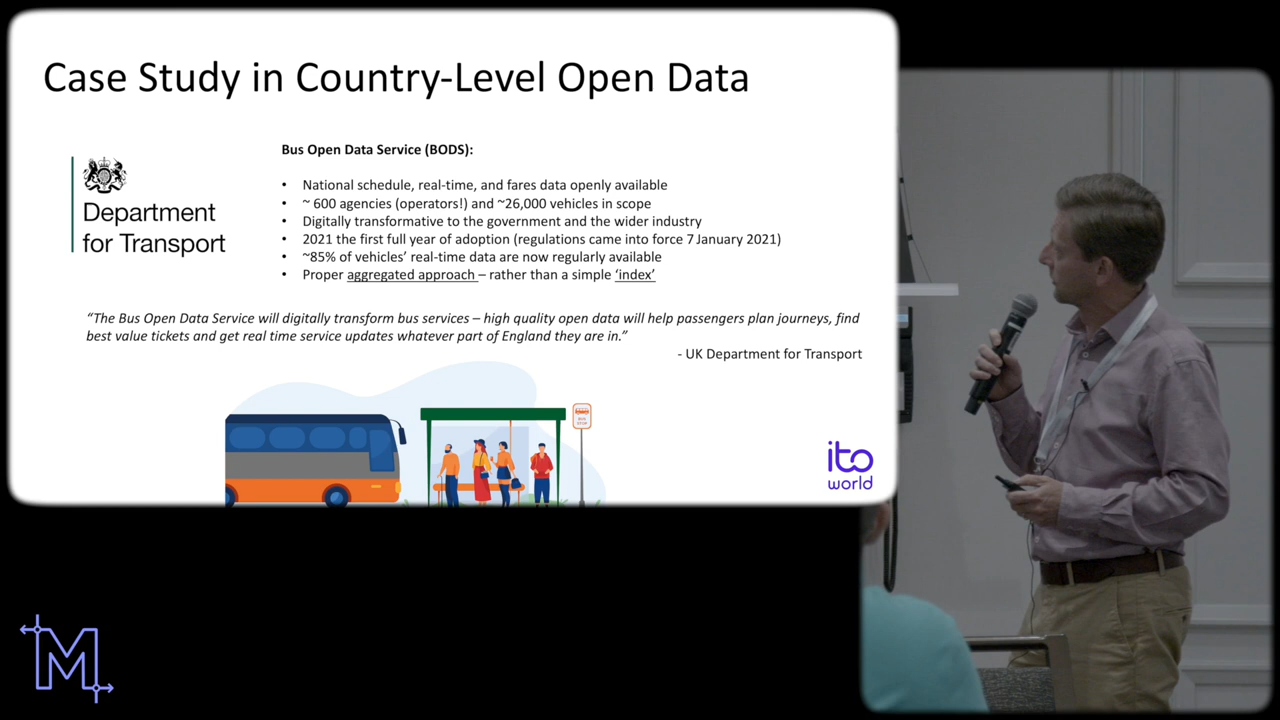 Case Study in Country-Level Open Data
Department
for Transport
Bus Open Data Service (BODS):
• National schedule, real-time, and fares data openly available
• ~ 600 agencies (operators!) and ~26,000 vehicles in scope
• Digitally transformative to the government and the wider industry
• 2021 the first full year of adoption (regulations came into force 7 January 2021)
• ~85% of vehicles’ real-time data are now regularly available
• Proper aggregated approach – rather than a simple ‘index’
“The Bus Open Data Service will digitally transform bus services – high quality open data will help passengers plan journeys, find
best value tickets and get real time service updates whatever part of England they are in.”
- UK Department for Transport
BUS
STOP
ito
world
M